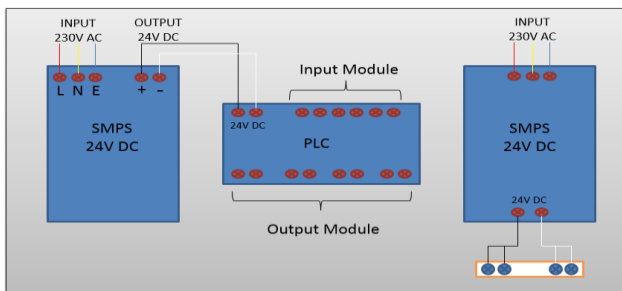 INPUT
230V AC
OUTPUT
24V DC
L N E + –
SMPS
24V DC
Input Module
24V DC
PLC
Output Module
INPUT
230V AC
SMPS
24V DC
24V DC